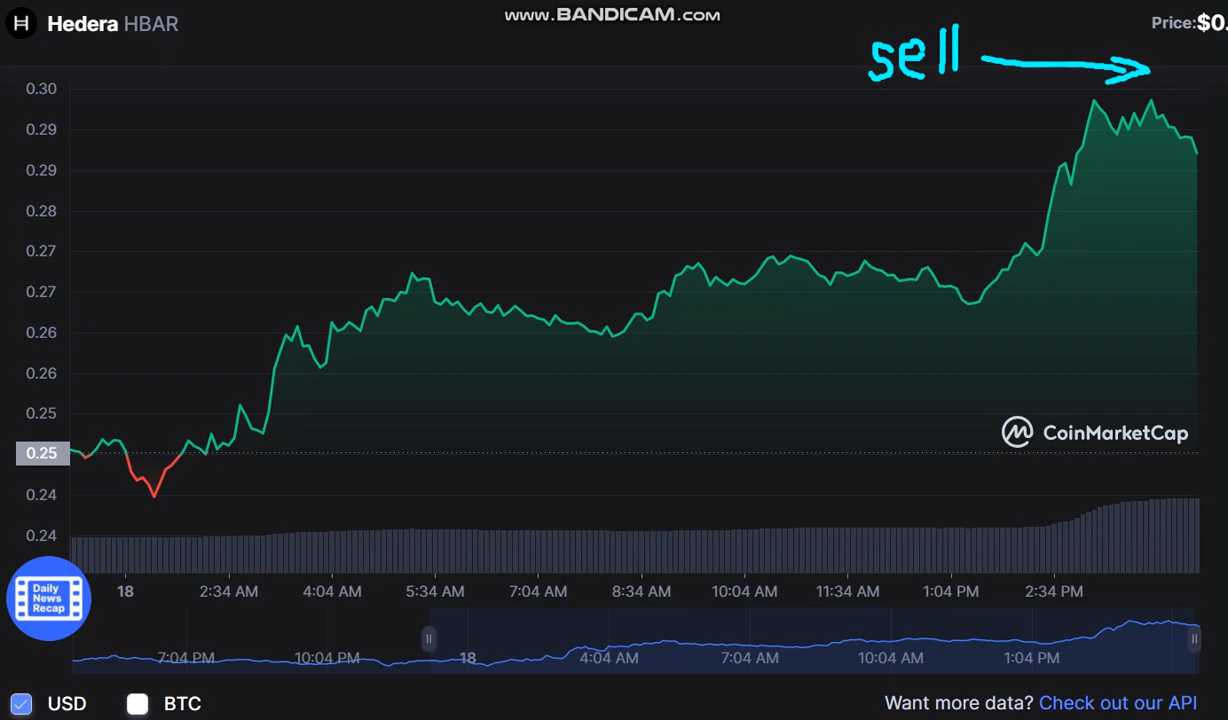 Hedera HBAR
www.BANDICAM.com
Price:$0.
sell
0.30
0.29
0.29
0.28
0.27
0.27
0.26
0.26
0.25
0.25
0.24
0.24
CoinMarketCap
Daily
News
Recap
18 2:34 AM 4:04 AM 5:34 AM 7:04 AM 8:34 AM 10:04 AM 11:34 AM 1:04 PM 2:34 PM
7:04 PM 10:04 PM 18 4:04 AM 7:04 AM 10:04 AM 1:04 PM
USD BTC
Want more data? Check out our API